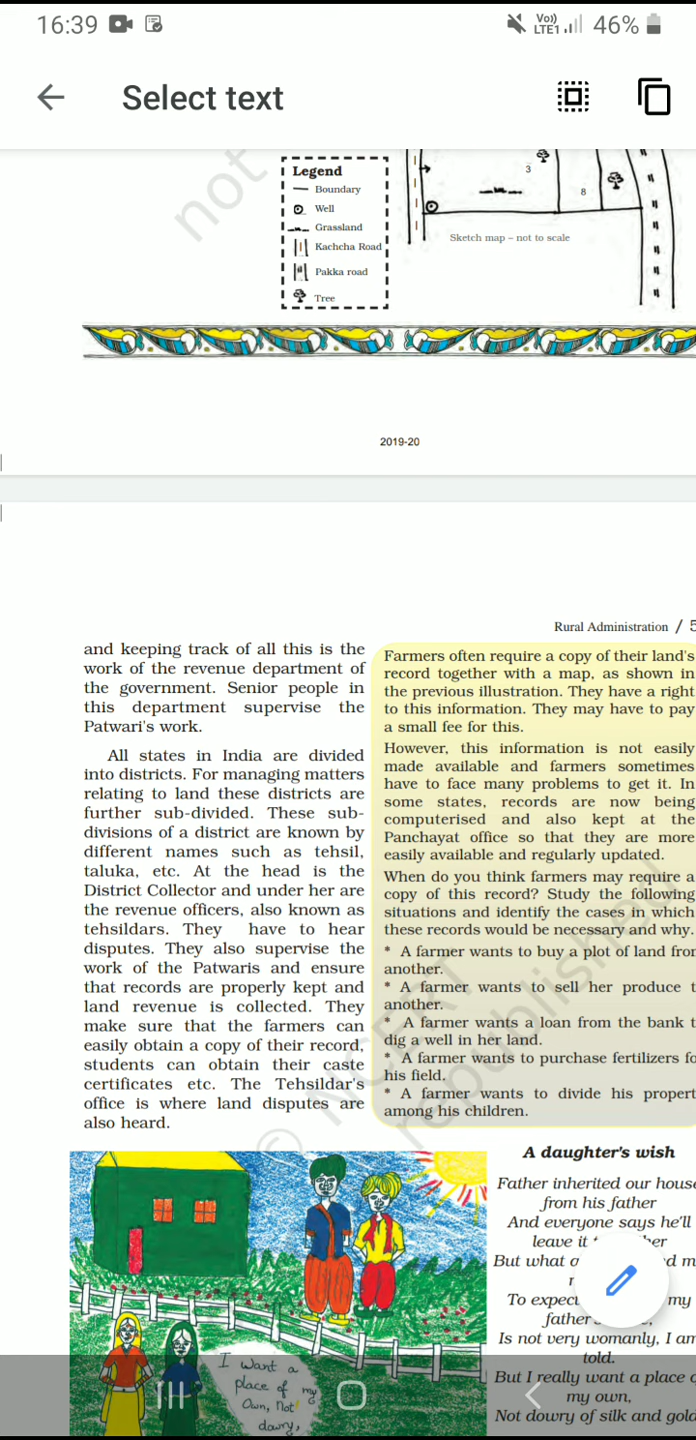 16:39
Vo))
LTE1
46%
Select text
not
Legend
Boundary
Well
Grassland
Kachcha Road
Pakka road
Tree
3
8
Sketch map – not to scale
2019-20
Rural Administration / 5
and keeping track of all this is the
work of the revenue department of
the government. Senior people in
this department supervise the
Patwari's work.
All states in India are divided
into districts. For managing matters
relating to land these districts are
further sub-divided. These sub-
divisions of a district are known by
different names such as tehsil,
taluka, etc. At the head is the
District Collector and under her are
the revenue officers, also known as
tehsildars. They have to hear
disputes. They also supervise the
work of the Patwaris and ensure
that records are properly kept and
land revenue is collected. They
make sure that the farmers can
easily obtain a copy of their record,
students can obtain their caste
certificates etc. The Tehsildar's
office is where land disputes are
also heard.
Farmers often require a copy of their land's
record together with a map, as shown in
the previous illustration. They have a right
to this information. They may have to pay
a small fee for this.
However, this information is not easily
made available and farmers sometimes
have to face many problems to get it. In
some states, records are now being
computerised and also kept at the
Panchayat office so that they are more
easily available and regularly updated.
When do you think farmers may require a
copy of this record? Study the following
situations and identify the cases in which
these records would be necessary and why.
* A farmer wants to buy a plot of land from
another.
* A farmer wants to sell her produce t
another.
* A farmer wants a loan from the bank t
dig a well in her land.
* A farmer wants to purchase fertilizers fo
his field.
* A farmer wants to divide his propert
among his children.
© NCERT
republished
A daughter's wish
Father inherited our house
from his father
And everyone says he'll
leave it
But what a
To expect my
father
Is not very womanly, I am
told.
But I really want a place o
my own,
Not dowry of silk and gold
I want a
place of my
own, Not
dowry,